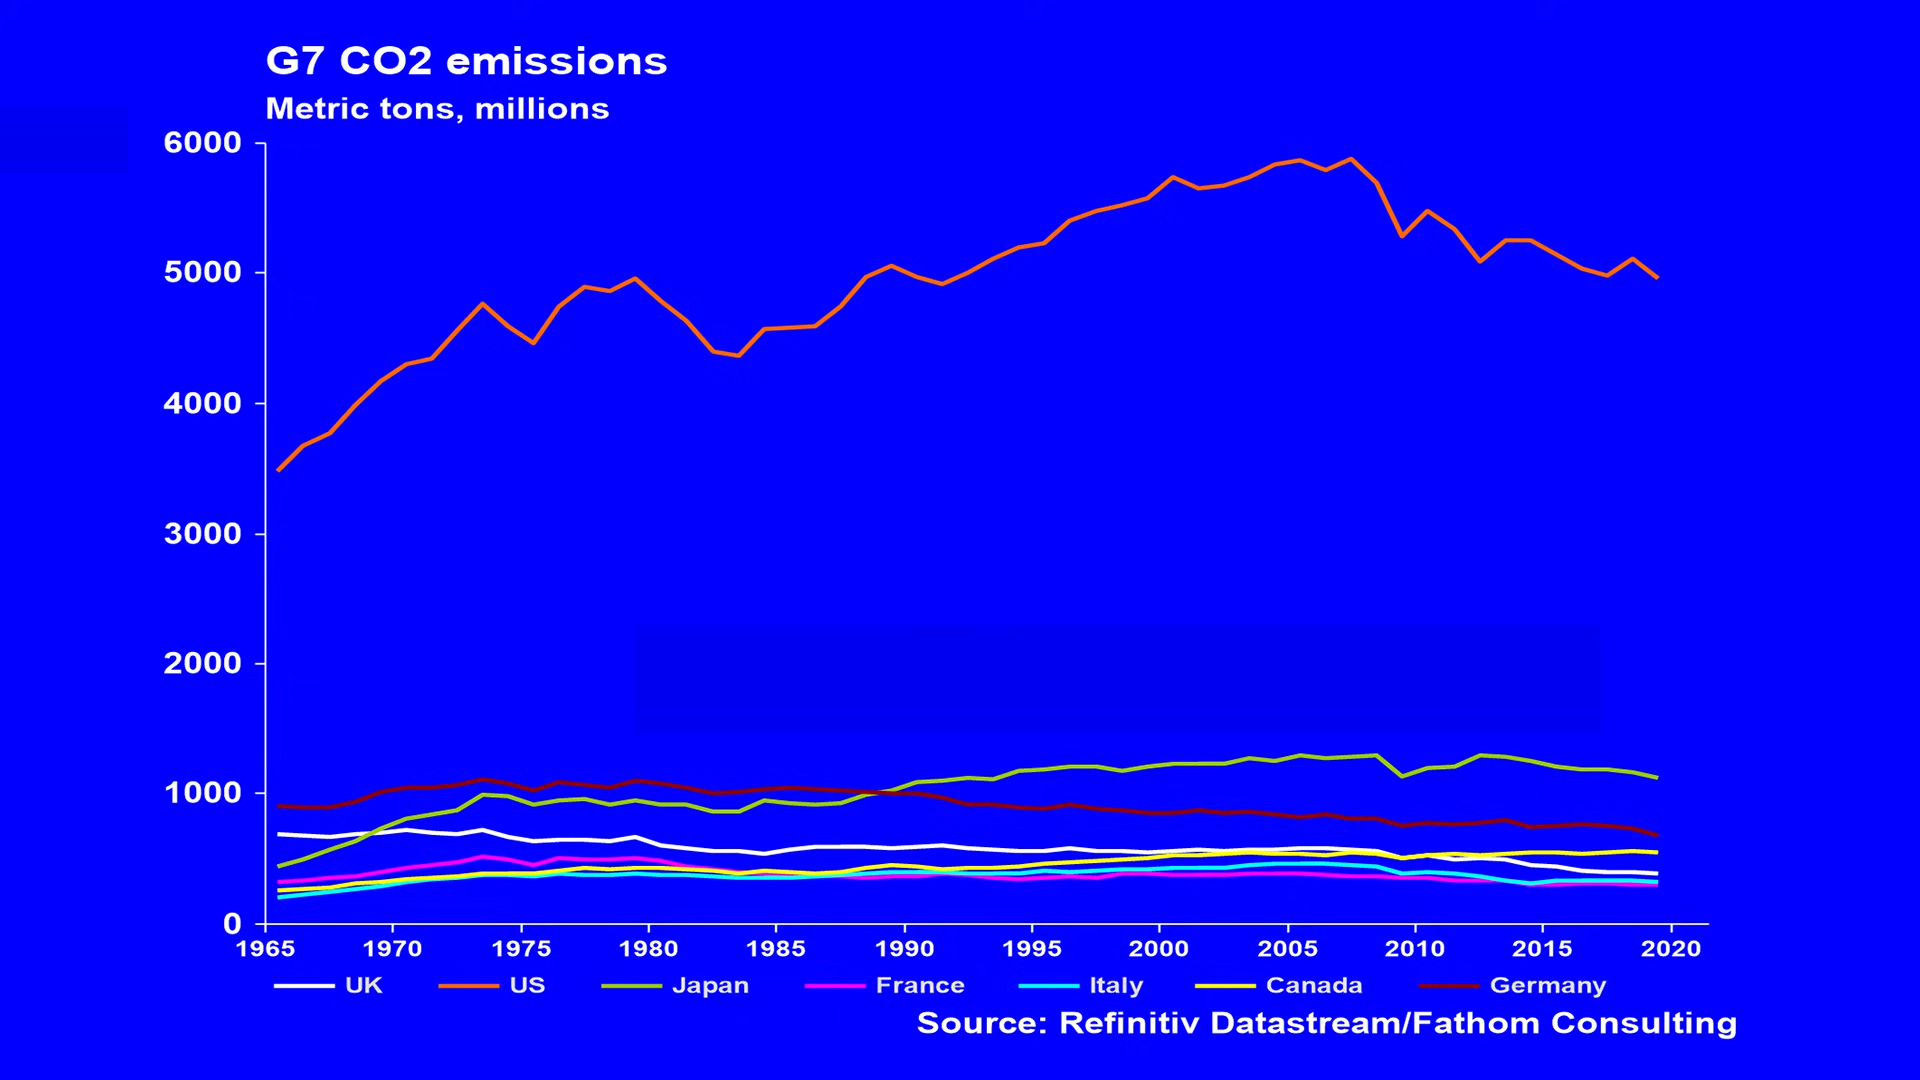 G7 CO2 emissions
Metric tons, millions
6000
5000
4000
3000
2000
1000
0
1965 1970 1975 1980 1985 1990 1995 2000 2005 2010 2015 2020
UK US Japan France Italy Canada Germany
Source: Refinitiv Datastream/Fathom Consulting